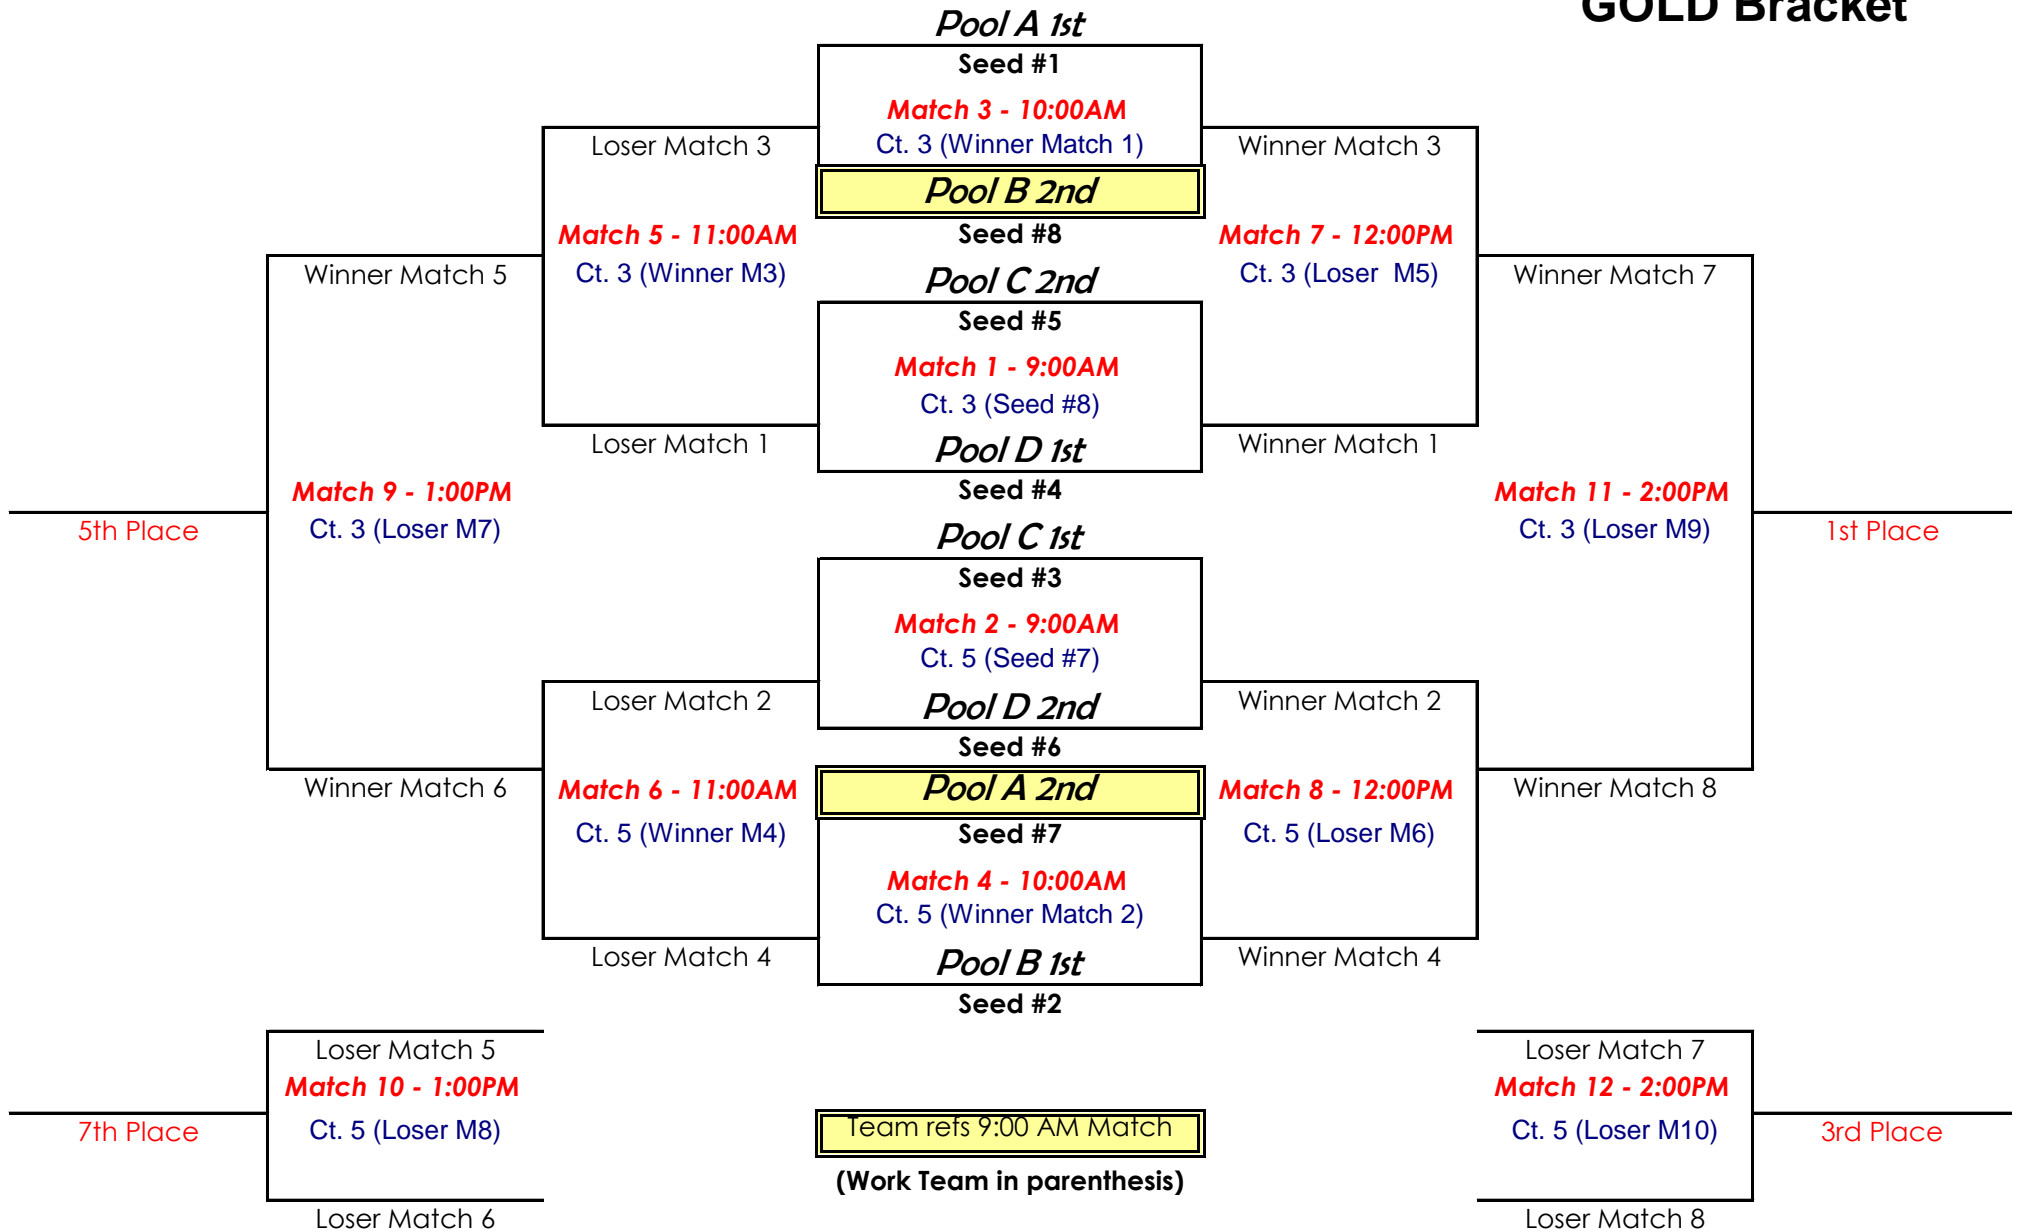 GOLD Bracket
Pool A 1st
Seed #1
Match 3 - 10:00AM
Ct. 3 (Winner Match 1)
Loser Match 3
Winner Match 3
Pool B 2nd
Seed #8
Match 5 - 11:00AM
Ct. 3 (Winner M3)
Match 7 - 12:00PM
Ct. 3 (Loser  M5)
Winner Match 5
Winner Match 7
Pool C 2nd
Seed #5
Match 1 - 9:00AM
Ct. 3 (Seed #8)
Loser Match 1
Winner Match 1
Pool D 1st
Seed #4
Match 9 - 1:00PM
Ct. 3 (Loser M7)
Match 11 - 2:00PM
Ct. 3 (Loser M9)
5th Place
1st Place
Pool C 1st
Seed #3
Match 2 - 9:00AM
Ct. 5 (Seed #7)
Loser Match 2
Winner Match 2
Pool D 2nd
Seed #6
Winner Match 6
Match 6 - 11:00AM
Ct. 5 (Winner M4)
Pool A 2nd
Seed #7
Match 8 - 12:00PM
Ct. 5 (Loser M6)
Winner Match 8
Match 4 - 10:00AM
Ct. 5 (Winner Match 2)
Loser Match 4
Winner Match 4
Pool B 1st
Seed #2
Loser Match 5
Match 10 - 1:00PM
Ct. 5 (Loser M8)
7th Place
Loser Match 6
Team refs 9:00 AM Match
(Work Team in parenthesis)
Loser Match 7
Match 12 - 2:00PM
Ct. 5 (Loser M10)
3rd Place
Loser Match 8